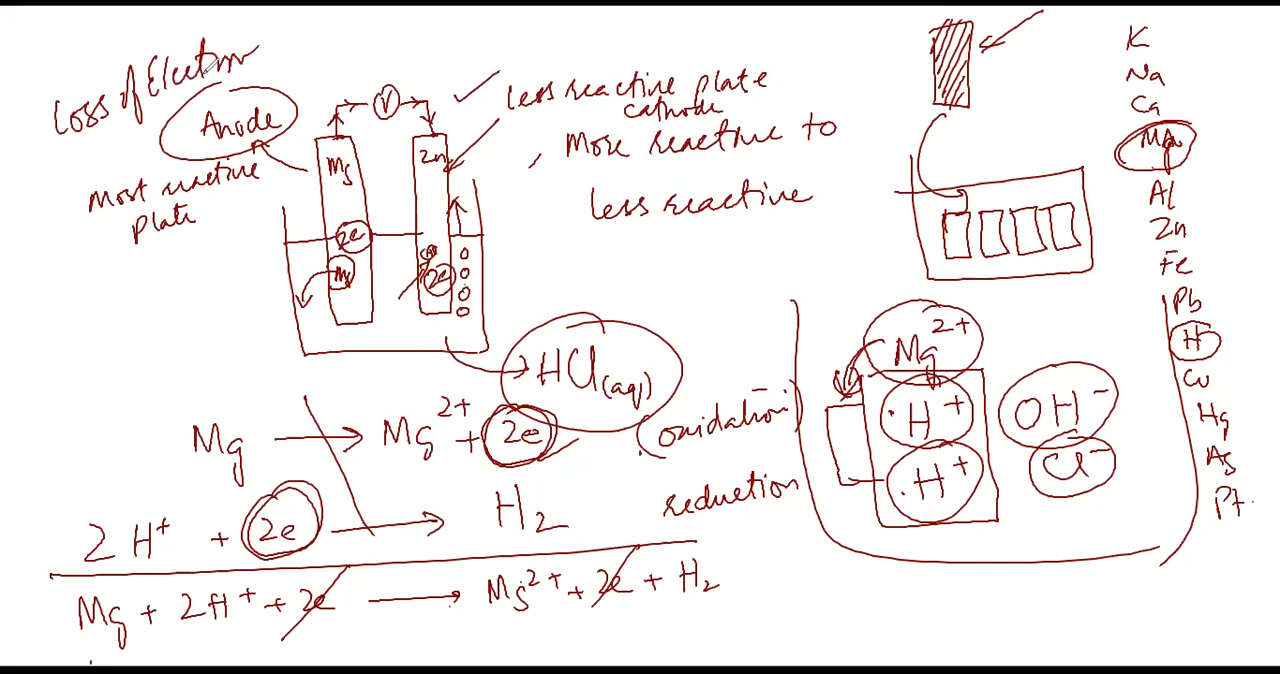 Loss of Electron
Anode
Most reactive
plate
V
Mg
Zn
2e
Mg
2e
Less reactive plate
cathode
, More reactive to
less reactive
HCl(aq)
Mg → Mg2+ + 2e (oxidation)
2H+ + 2e → H2 reduction
Mg + 2H+ + 2e → Mg2+ + 2e + H2
Mg2+
H+ OH-
H+ Cl-
K
Na
Ca
Mg
Al
Zn
Fe
Pb
H
Cu
Hg
Ag
Pt